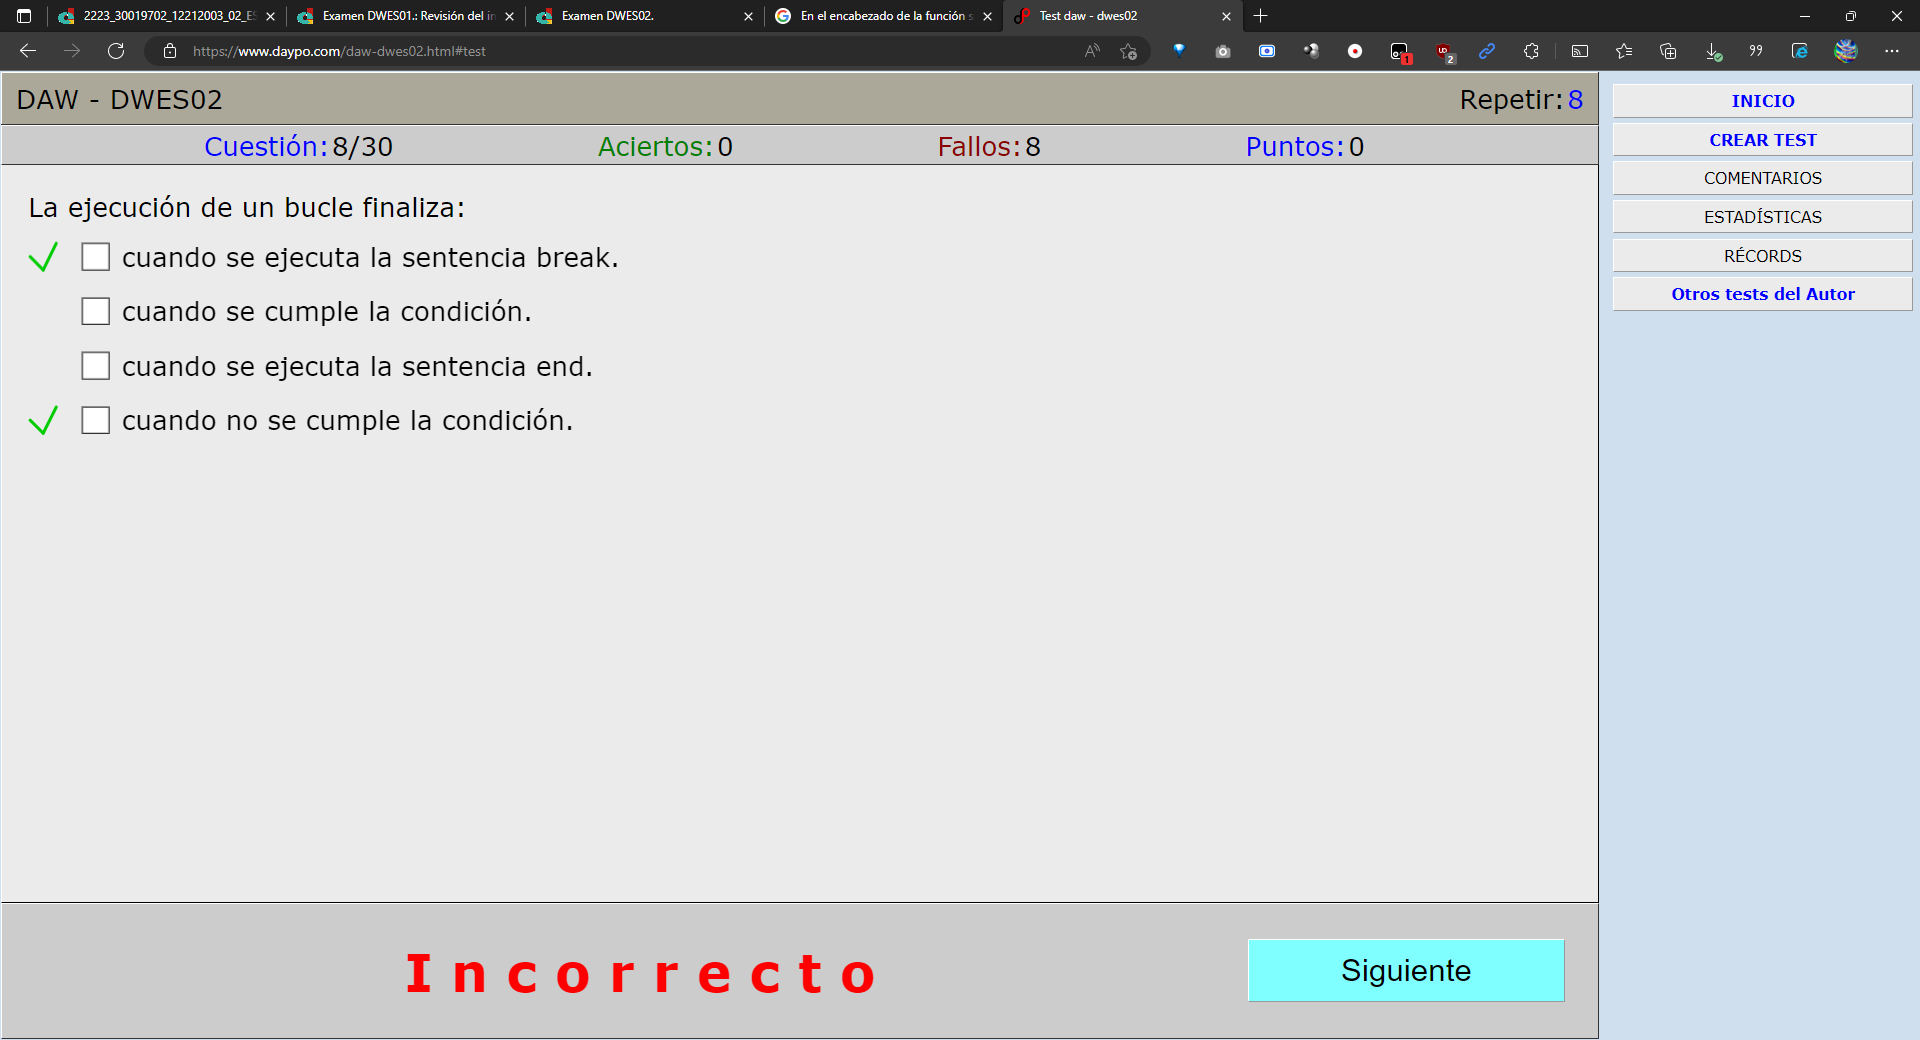 2223_30019702_12212003_02_ES
Examen DWES01.: Revisión del in
Examen DWES02.
En el encabezado de la función s
Test daw - dwes02
https://www.daypo.com/daw-dwes02.html#test
1
2
DAW - DWES02
Repetir: 8
Cuestión: 8/30
Aciertos: 0
Fallos: 8
Puntos: 0
La ejecución de un bucle finaliza:
cuando se ejecuta la sentencia break.
cuando se cumple la condición.
cuando se ejecuta la sentencia end.
cuando no se cumple la condición.
Incorrecto
Siguiente
INICIO
CREAR TEST
COMENTARIOS
ESTADÍSTICAS
RÉCORDS
Otros tests del Autor